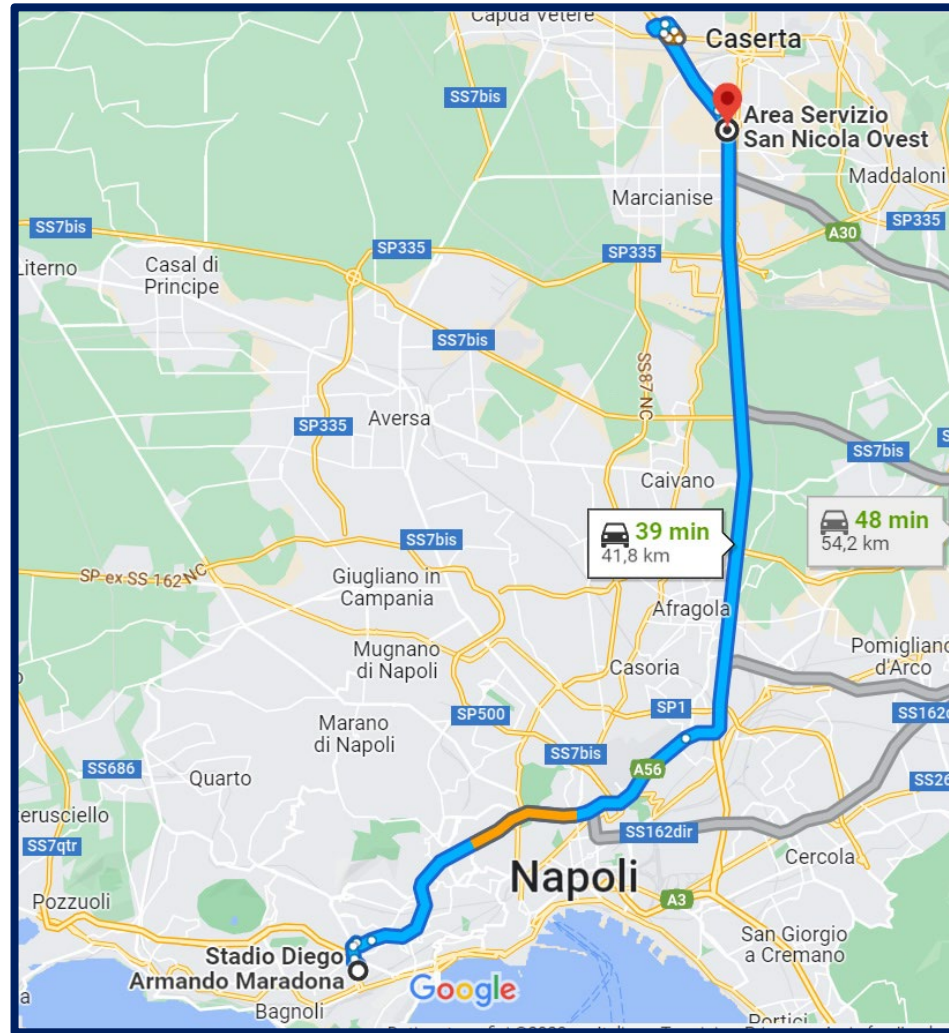 Capua Vetere
Caserta
SS7bis
Area Servizio
San Nicola Ovest
Maddaloni
Marcianise
SS7bis
SP335
SP335
SP335
A30
Literno
Casal di
Principe
SS7bis
SS87 NC
Aversa
SP335
SS7bis
Caivano
39 min
41,8 km
48 min
54,2 km
SS7bis
SP ex SS 162 NC
Giugliano in
Campania
Afragola
Mugnano
di Napoli
Casoria
Pomigliano
d'Arco
SP500
SP1
Marano
di Napoli
SS7bis
SS686
Quarto
A56
SS162dir
Napoli
SS7qtr
Cercola
A3
Pozzuoli
San Giorgio
a Cremano
Stadio Diego
Armando Maradona
Google
Bagnoli
Portici